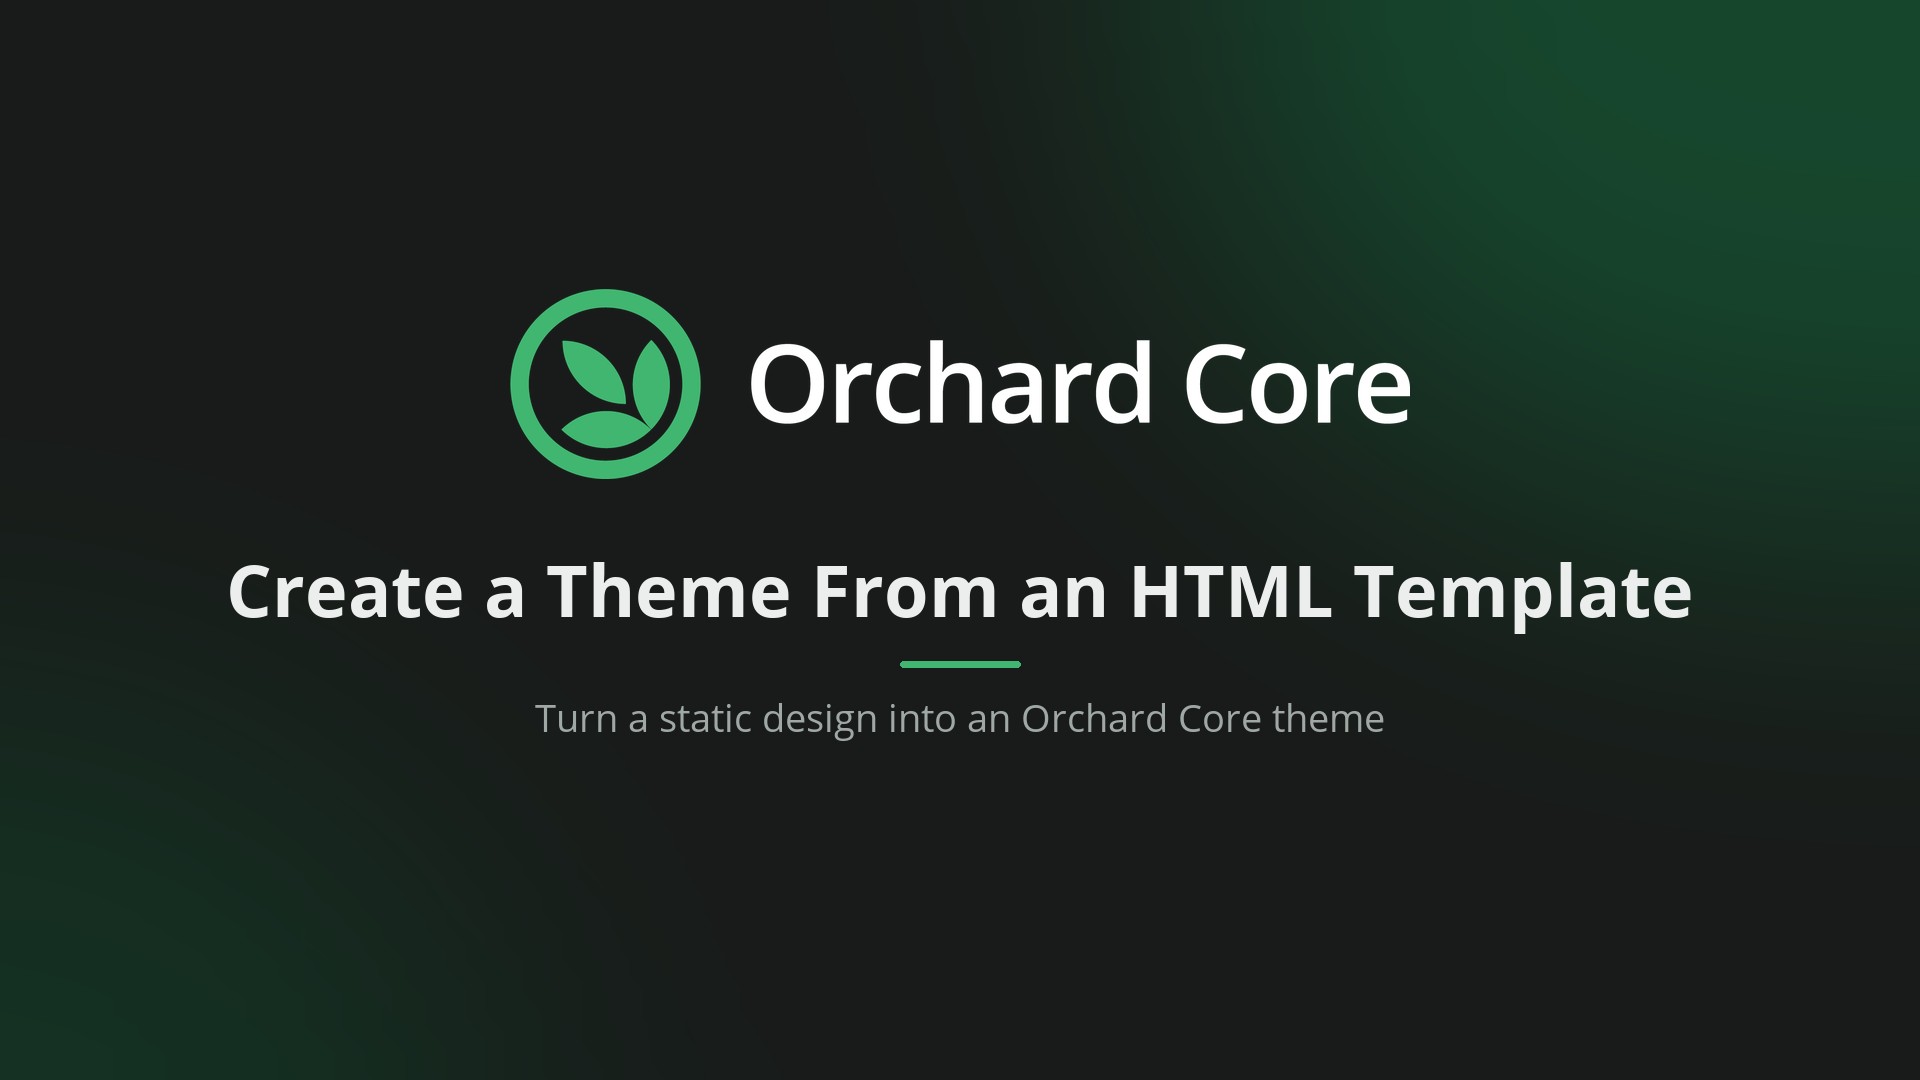 Orchard Core
Create a Theme From an HTML Template
Turn a static design into an Orchard Core theme